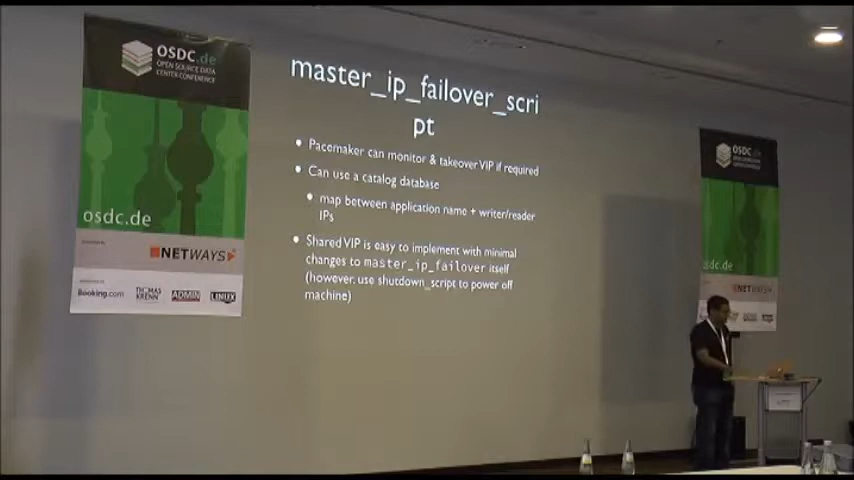 OSDC.de
OPEN SOURCE DATA
CENTER CONFERENCE
osdc.de
NETWAYS
Booking.com
THOMAS
KRENN
ADMIN
LINUX
master_ip_failover_scri
pt
• Pacemaker can monitor & takeover VIP if required
• Can use a catalog database
• map between application name + writer/reader
IPs
• Shared VIP is easy to implement with minimal
changes to master_ip_failover itself
(however: use shutdown_script to power off
machine)
OSDC.de
osdc.de
NETWAYS